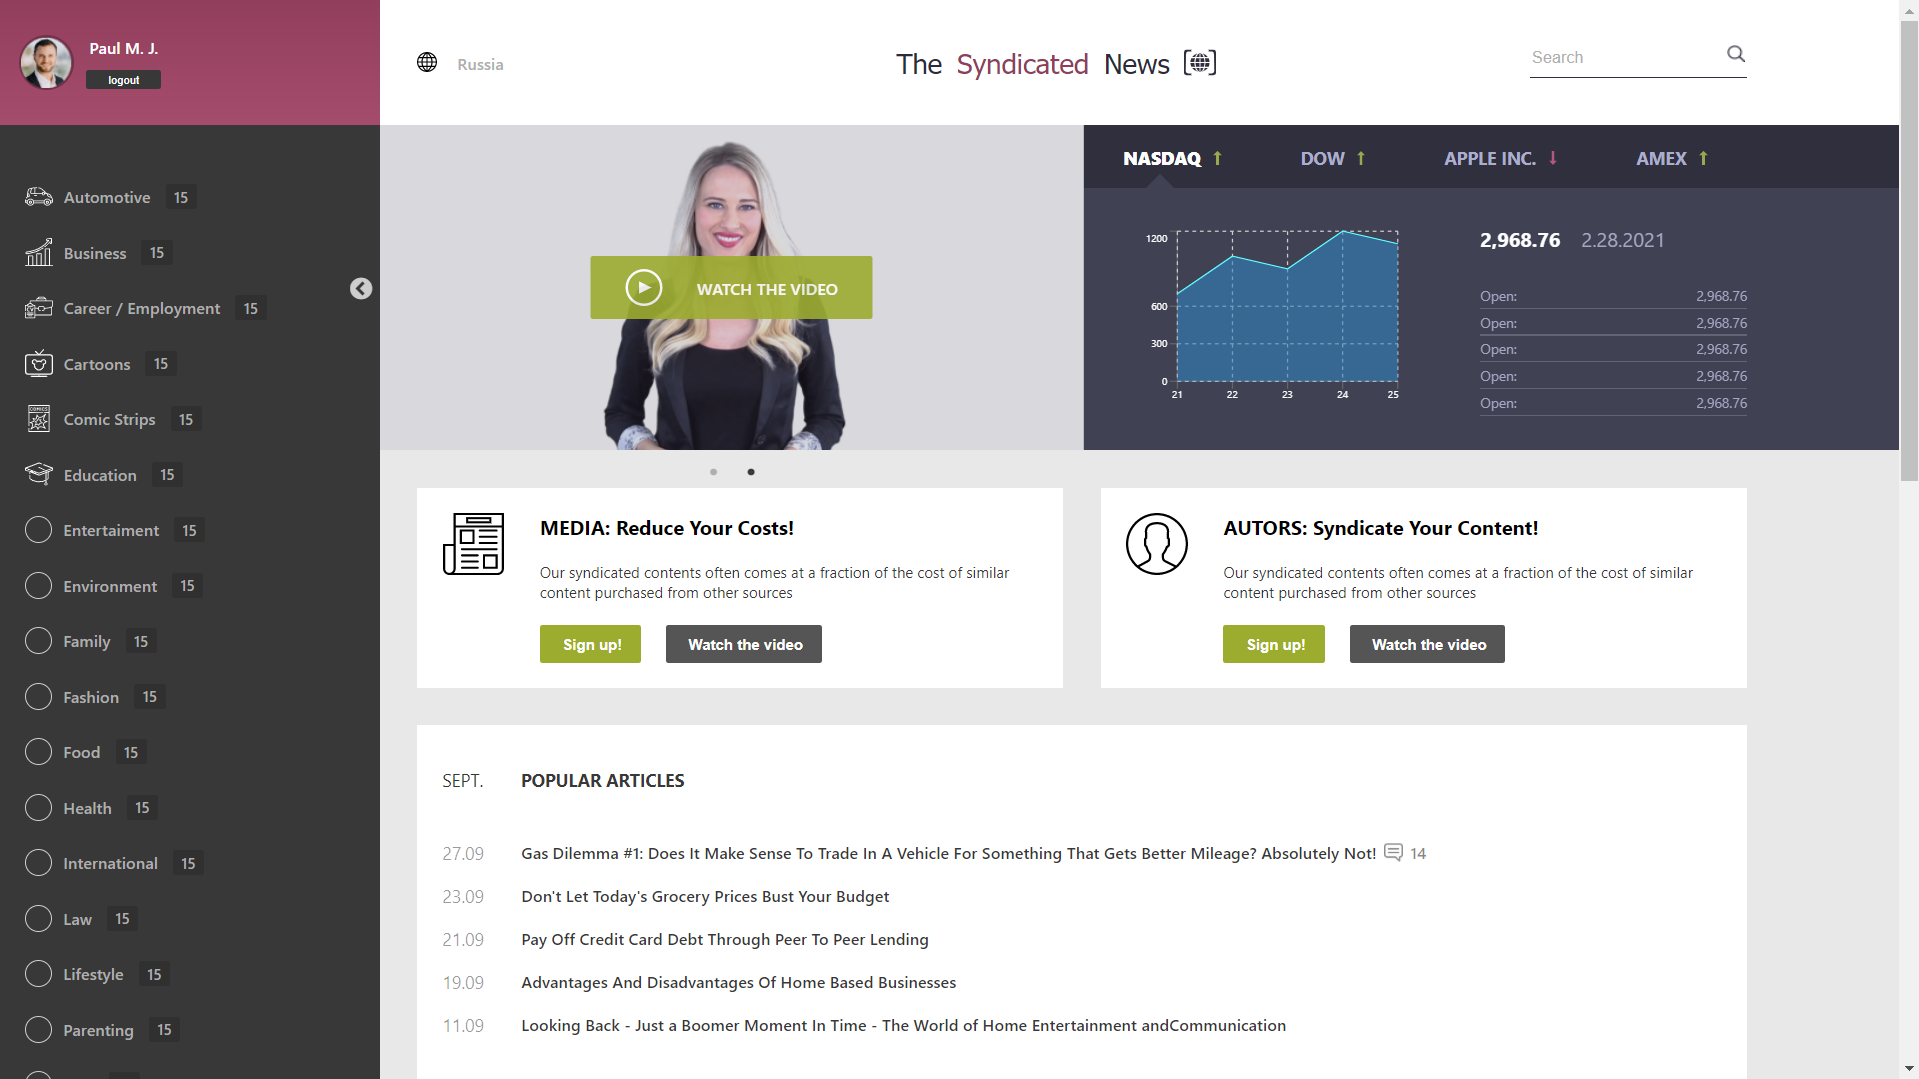 Paul M. J.
logout
Automotive 15
Business 15
Career / Employment 15
Cartoons 15
Comic Strips 15
Education 15
Entertaiment 15
Environment 15
Family 15
Fashion 15
Food 15
Health 15
International 15
Law 15
Lifestyle 15
Parenting 15
Russia
The Syndicated News
Search
WATCH THE VIDEO
NASDAQ DOW APPLE INC. AMEX
1200
600
300
0
21 22 23 24 25
2,968.76 2.28.2021
Open: 2,968.76
Open: 2,968.76
Open: 2,968.76
Open: 2,968.76
Open: 2,968.76
MEDIA: Reduce Your Costs!
Our syndicated contents often comes at a fraction of the cost of similar
content purchased from other sources
Sign up! Watch the video
AUTORS: Syndicate Your Content!
Our syndicated contents often comes at a fraction of the cost of similar
content purchased from other sources
Sign up! Watch the video
SEPT. POPULAR ARTICLES
27.09 Gas Dilemma #1: Does It Make Sense To Trade In A Vehicle For Something That Gets Better Mileage? Absolutely Not! 14
23.09 Don't Let Today's Grocery Prices Bust Your Budget
21.09 Pay Off Credit Card Debt Through Peer To Peer Lending
19.09 Advantages And Disadvantages Of Home Based Businesses
11.09 Looking Back - Just a Boomer Moment In Time - The World of Home Entertainment andCommunication